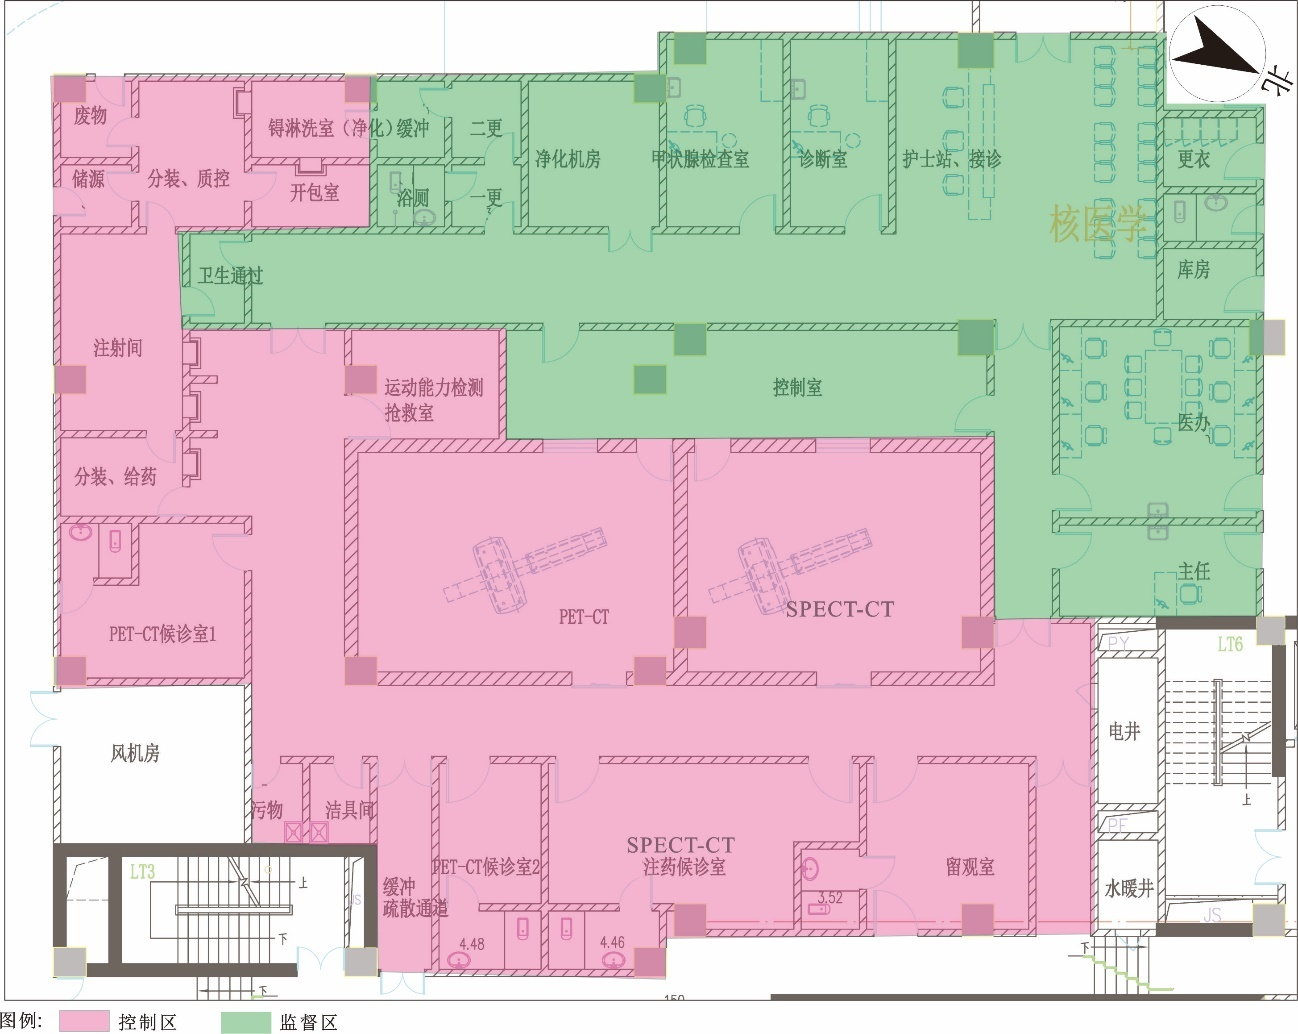 北
废物
锝淋洗室（净化）
缓冲
二更
净化机房
甲状腺检查室
诊断室
护士站、接诊
更衣
储源
分装、质控
开包室
浴厕
一更
核医学
卫生通过
库房
注射间
运动能力检测
抢救室
控制室
医办
分装、给药
主任
PET-CT候诊室1
PET-CT
SPECT-CT
PY
LT6
风机房
电井
上
污物
洁具间
PF
SPECT-CT
注药候诊室
PET-CT候诊室2
留观室
LT3
上
缓冲
疏散通道
JS
3.52
水暖井
JS
下
4.48
4.46
下
下
150
图例:
控制区
监督区